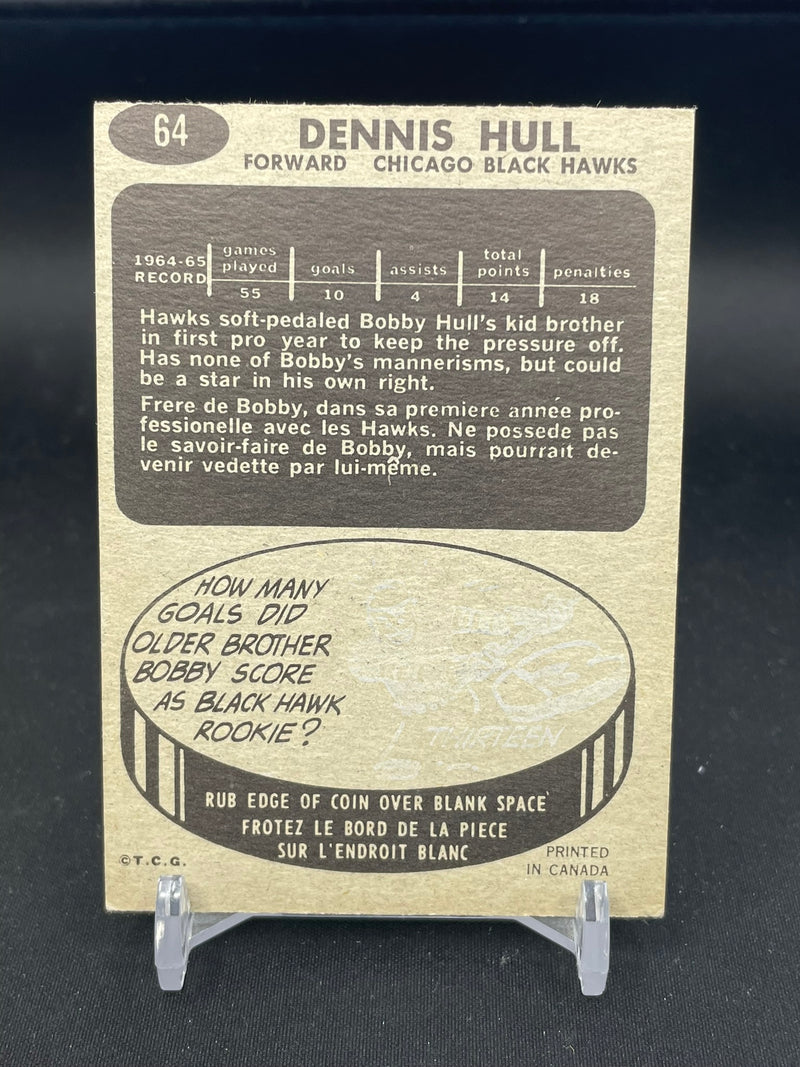 64
DENNIS HULL
FORWARD CHICAGO BLACK HAWKS
1964-65 RECORD
games played goals assists total points penalties
55 10 4 14 18
Hawks soft-pedaled Bobby Hull's kid brother
in first pro year to keep the pressure off.
Has none of Bobby's mannerisms, but could
be a star in his own right.
Frere de Bobby, dans sa premiere année pro-
fessionelle avec les Hawks. Ne possede pas
le savoir-faire de Bobby, mais pourrait de-
venir vedette par lui-même.
HOW MANY
GOALS DID
OLDER BROTHER
BOBBY SCORE
AS BLACK HAWK
ROOKIE?
THIRTEEN
RUB EDGE OF COIN OVER BLANK SPACE
FROTEZ LE BORD DE LA PIECE
SUR L'ENDROIT BLANC
©T.C.G.
PRINTED
IN CANADA